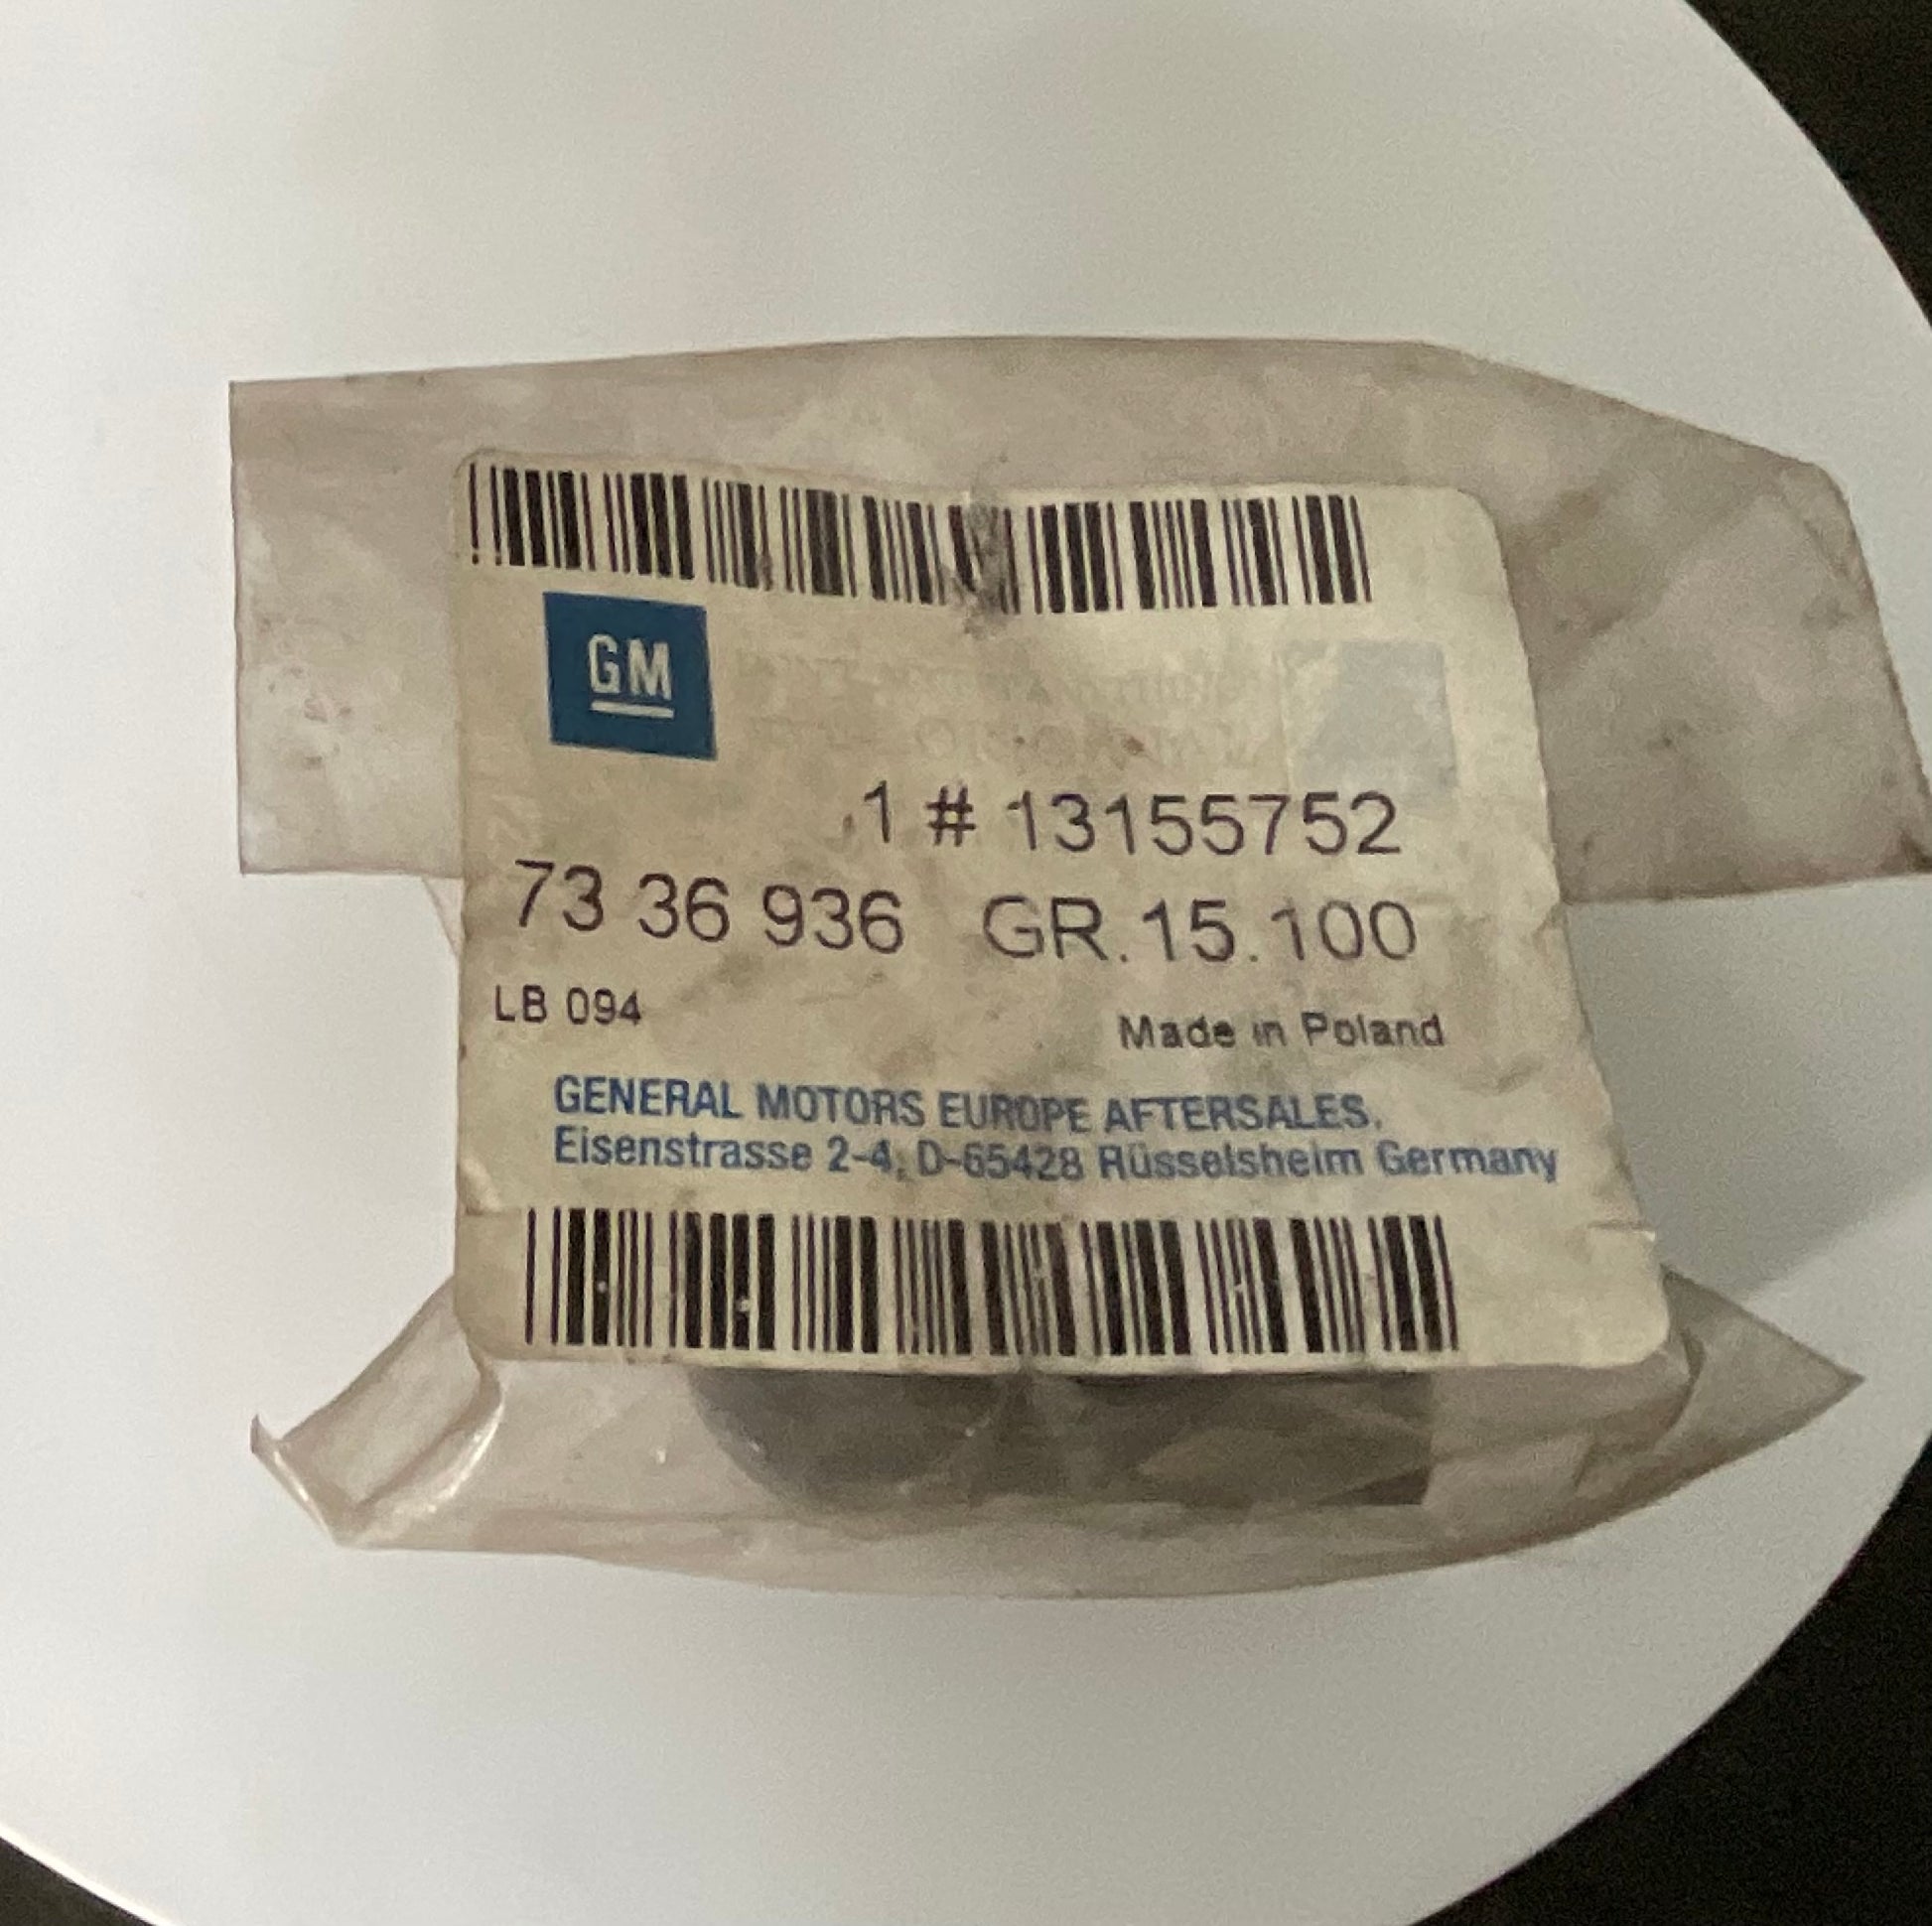 GM
1 # 13155752
73 36 936 GR.15.100
LB 094
Made in Poland
GENERAL MOTORS EUROPE AFTERSALES,
Eisenstrasse 2-4, D-65428 Rüsselsheim Germany